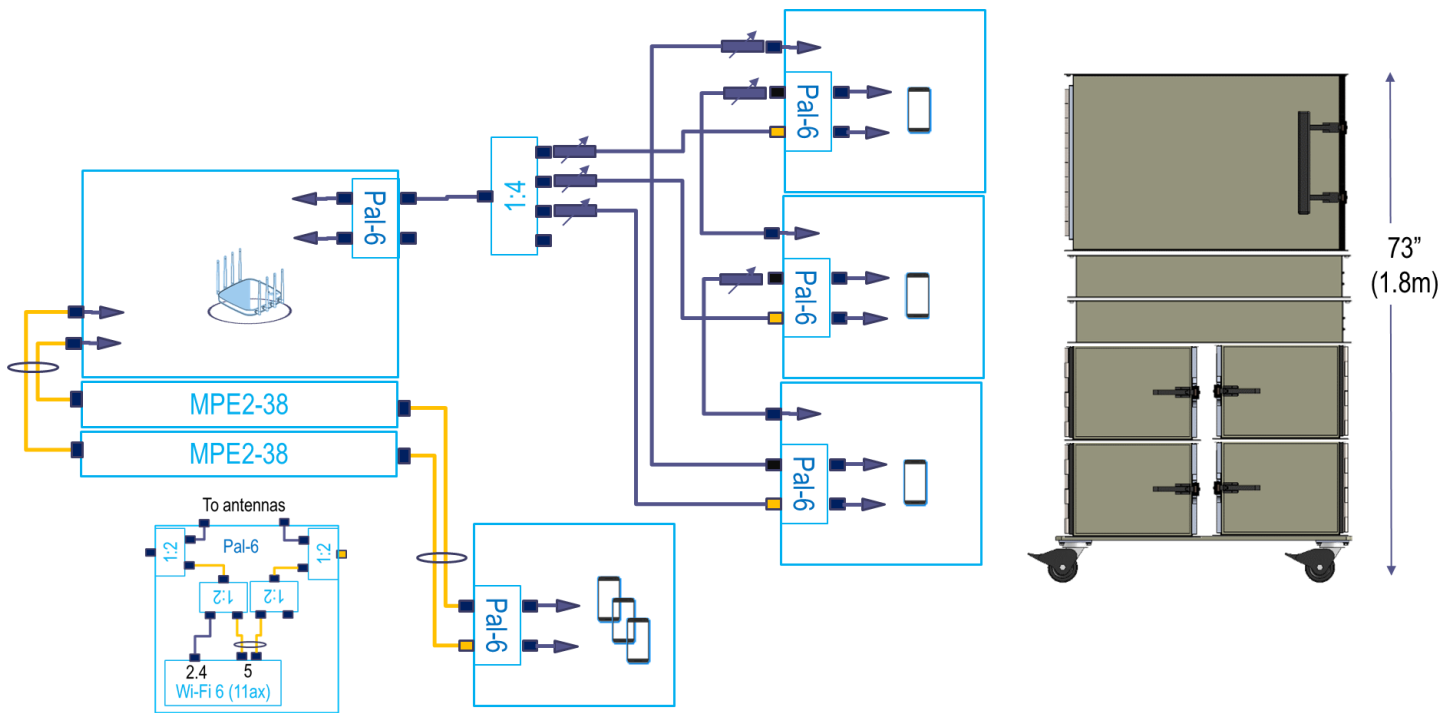 Pal-6
1:4
Pal-6
Pal-6
Pal-6
MPE2-38
MPE2-38
To antennas
1:2
Pal-6
1:2
1:2
1:2
2.4
5
Wi-Fi 6 (11ax)
Pal-6
73”
(1.8m)